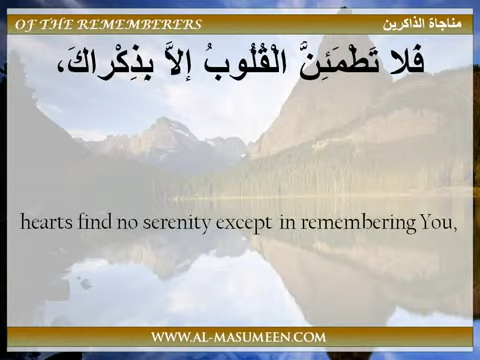 OF THE REMEMBERERS
مناجاة الذاكرين
فَلا تَطْمَئِنَّ الْقُلُوبُ إلاَّ بِذِكْراكَ،
hearts find no serenity except in remembering You,
WWW.AL-MASUMEEN.COM